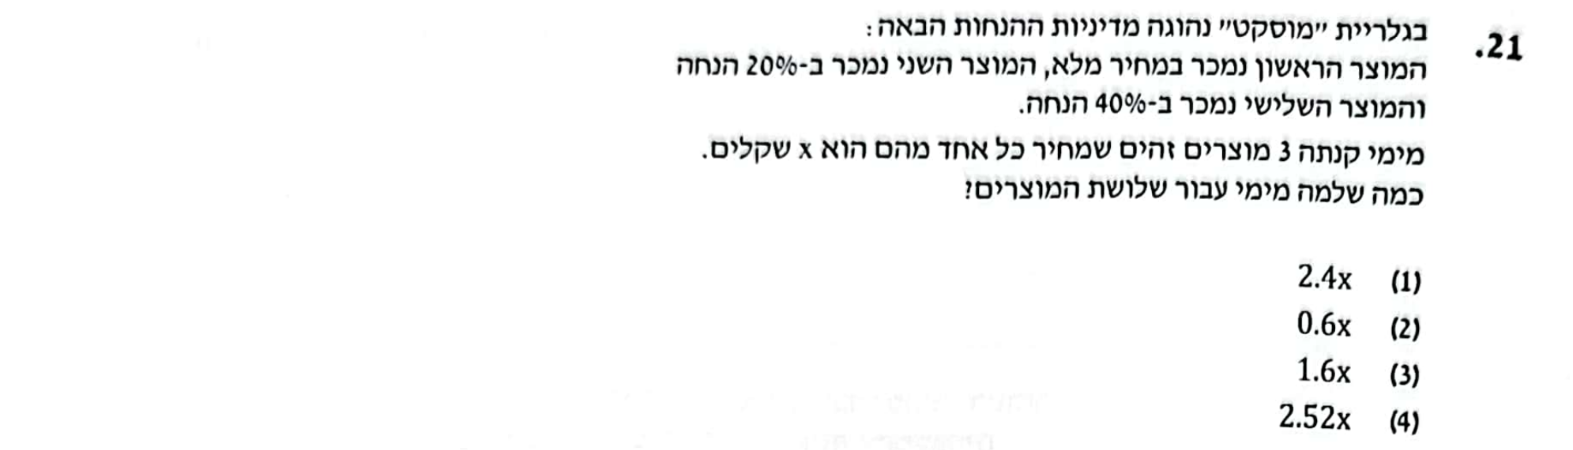 .21
בגלריית "מוסקט" נהוגה מדיניות ההנחות הבאה:
המוצר הראשון נמכר במחיר מלא, המוצר השני נמכר ב-20% הנחה
והמוצר השלישי נמכר ב-40% הנחה.
מימי קנתה 3 מוצרים זהים שמחיר כל אחד מהם הוא x שקלים.
כמה שלמה מימי עבור שלושת המוצרים?
(1) 2.4x
(2) 0.6x
(3) 1.6x
(4) 2.52x